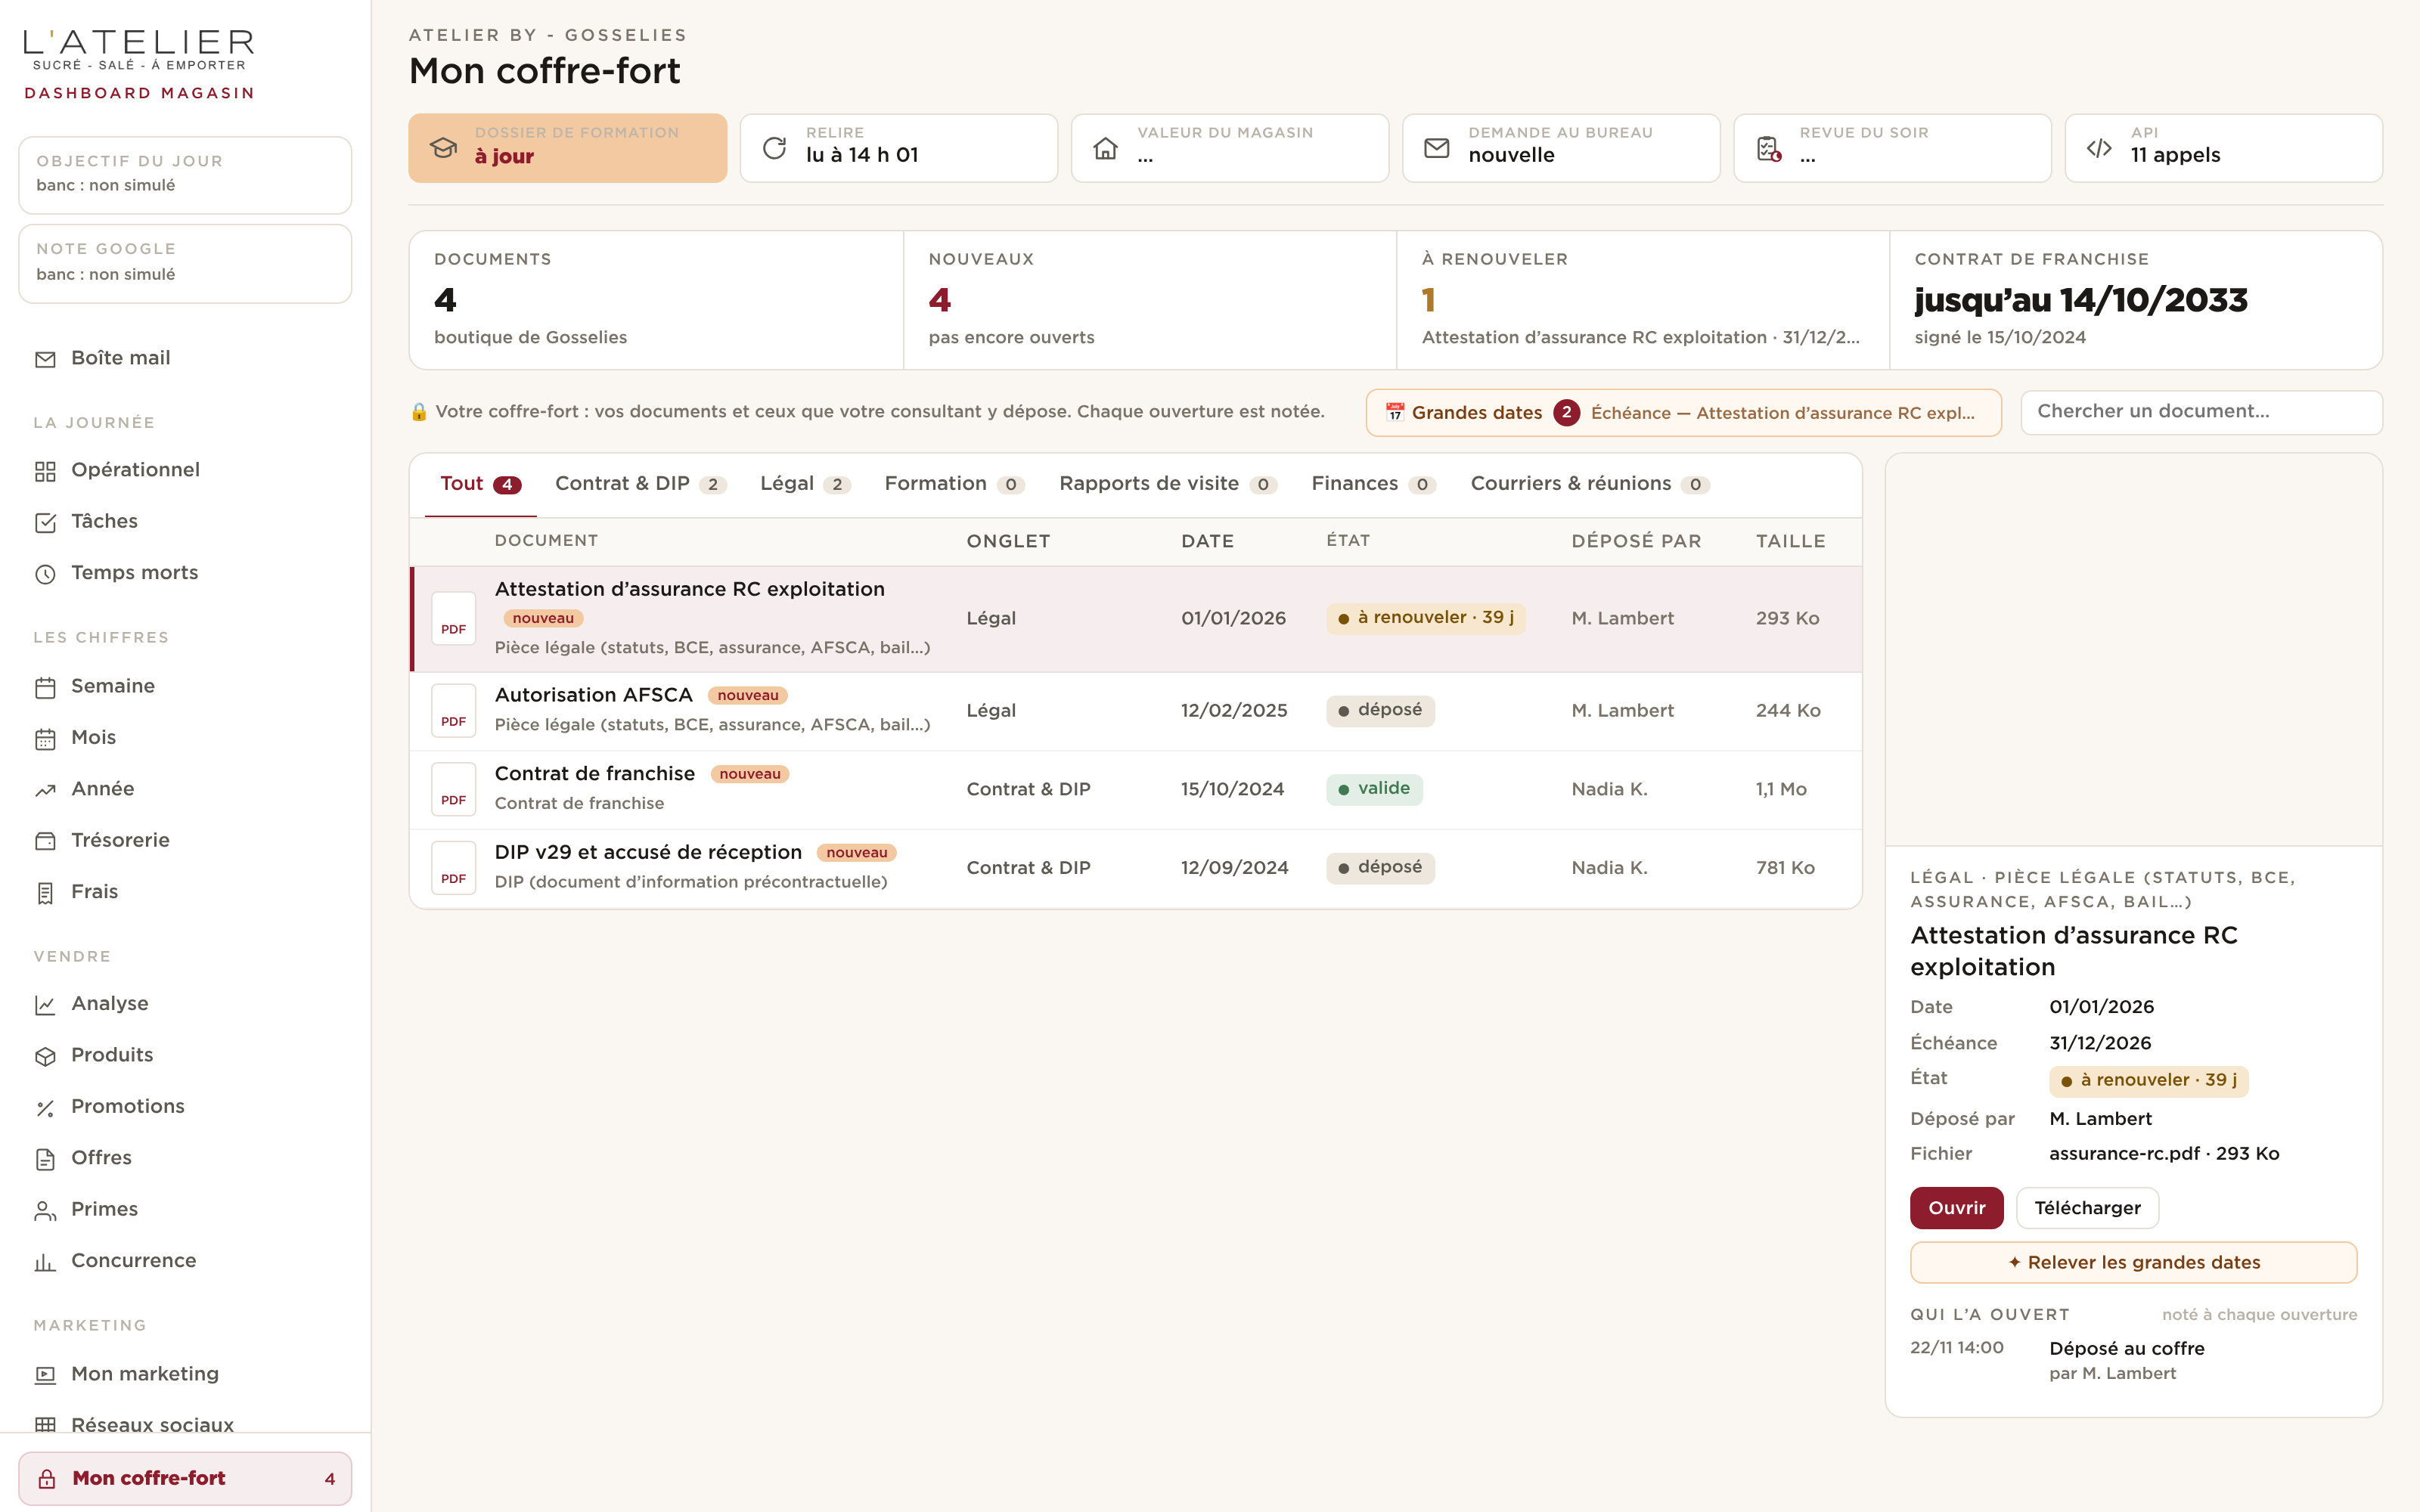 L'ATELIER
SUCRÉ - SALÉ - À EMPORTER
DASHBOARD MAGASIN
OBJECTIF DU JOUR
banc : non simulé
NOTE GOOGLE
banc : non simulé
Boîte mail
LA JOURNÉE
Opérationnel
Tâches
Temps morts
LES CHIFFRES
Semaine
Mois
Année
Trésorerie
Frais
VENDRE
Analyse
Produits
Promotions
Offres
Primes
Concurrence
MARKETING
Mon marketing
Réseaux sociaux
Mon coffre-fort 4
ATELIER BY - GOSSELIES
Mon coffre-fort
DOSSIER DE FORMATION
à jour
RELIRE
lu à 14 h 01
VALEUR DU MAGASIN
...
DEMANDE AU BUREAU
nouvelle
REVUE DU SOIR
...
API
11 appels
DOCUMENTS
4
boutique de Gosselies
NOUVEAUX
4
pas encore ouverts
À RENOUVELER
1
Attestation d’assurance RC exploitation · 31/12/2...
CONTRAT DE FRANCHISE
jusqu’au 14/10/2033
signé le 15/10/2024
🔒 Votre coffre-fort : vos documents et ceux que votre consultant y dépose. Chaque ouverture est notée.
📅 Grandes dates 2 Échéance — Attestation d’assurance RC expl...
Chercher un document...
Tout 4 Contrat & DIP 2 Légal 2 Formation 0 Rapports de visite 0 Finances 0 Courriers & réunions 0
DOCUMENT ONGLET DATE ÉTAT DÉPOSÉ PAR TAILLE
Attestation d’assurance RC exploitation
nouveau
PDF Légal 01/01/2026 à renouveler · 39 j M. Lambert 293 Ko
Pièce légale (statuts, BCE, assurance, AFSCA, bail...)
Autorisation AFSCA nouveau
PDF Légal 12/02/2025 déposé M. Lambert 244 Ko
Pièce légale (statuts, BCE, assurance, AFSCA, bail...)
Contrat de franchise nouveau
PDF Contrat & DIP 15/10/2024 valide Nadia K. 1,1 Mo
Contrat de franchise
DIP v29 et accusé de réception nouveau
PDF Contrat & DIP 12/09/2024 déposé Nadia K. 781 Ko
DIP (document d’information précontractuelle)
LÉGAL · PIÈCE LÉGALE (STATUTS, BCE,
ASSURANCE, AFSCA, BAIL...)
Attestation d’assurance RC
exploitation
Date 01/01/2026
Échéance 31/12/2026
État à renouveler · 39 j
Déposé par M. Lambert
Fichier assurance-rc.pdf · 293 Ko
Ouvrir Télécharger
✦ Relever les grandes dates
QUI L’A OUVERT noté à chaque ouverture
22/11 14:00 Déposé au coffre
par M. Lambert